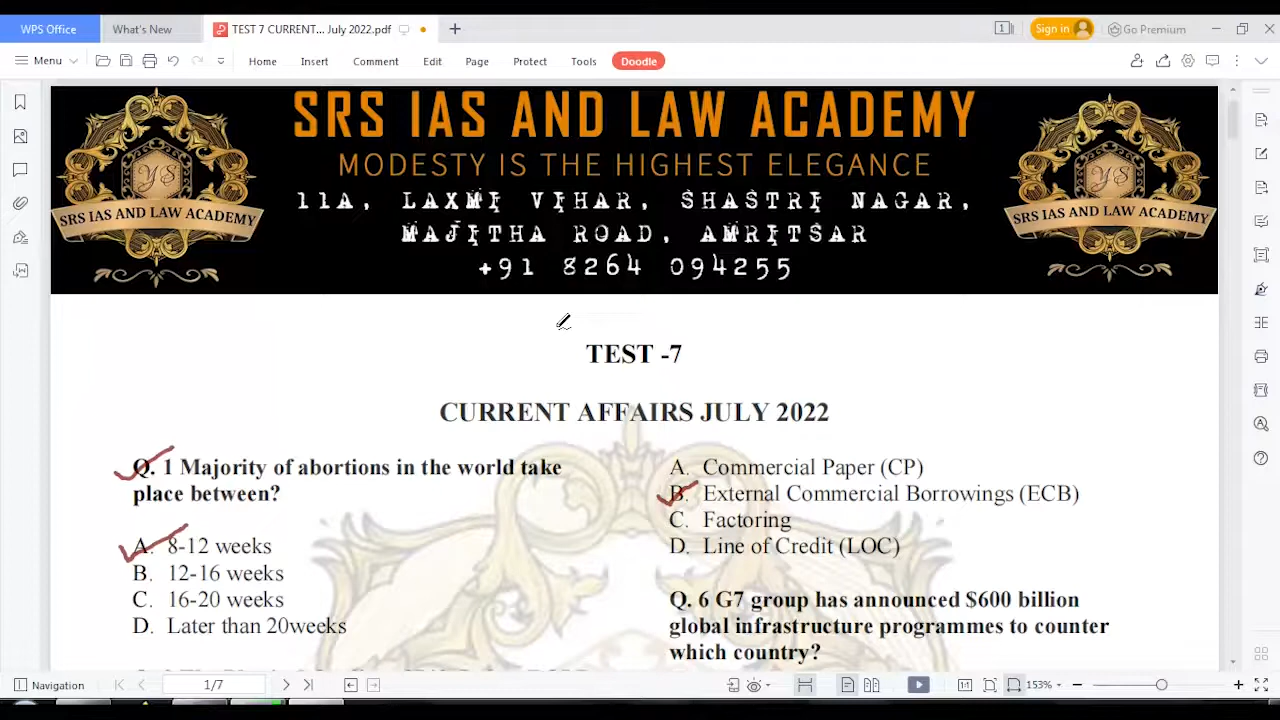 WPS Office
What's New
TEST 7 CURRENT... July 2022.pdf
1
Sign in
Go Premium
Menu
Home
Insert
Comment
Edit
Page
Protect
Tools
Doodle
SRS IAS AND LAW ACADEMY
MODESTY IS THE HIGHEST ELEGANCE
11A, LAXMI VIHAR, SHASTRI NAGAR,
MAJITHA ROAD, AMRITSAR
+91 8264 094255
YS
SRS IAS AND LAW ACADEMY
YS
SRS IAS AND LAW ACADEMY
TEST -7
CURRENT AFFAIRS JULY 2022
Q. 1 Majority of abortions in the world take
place between?
A. 8-12 weeks
B. 12-16 weeks
C. 16-20 weeks
D. Later than 20weeks
A. Commercial Paper (CP)
B. External Commercial Borrowings (ECB)
C. Factoring
D. Line of Credit (LOC)
Q. 6 G7 group has announced $600 billion
global infrastructure programmes to counter
which country?
Navigation
1/7
153%